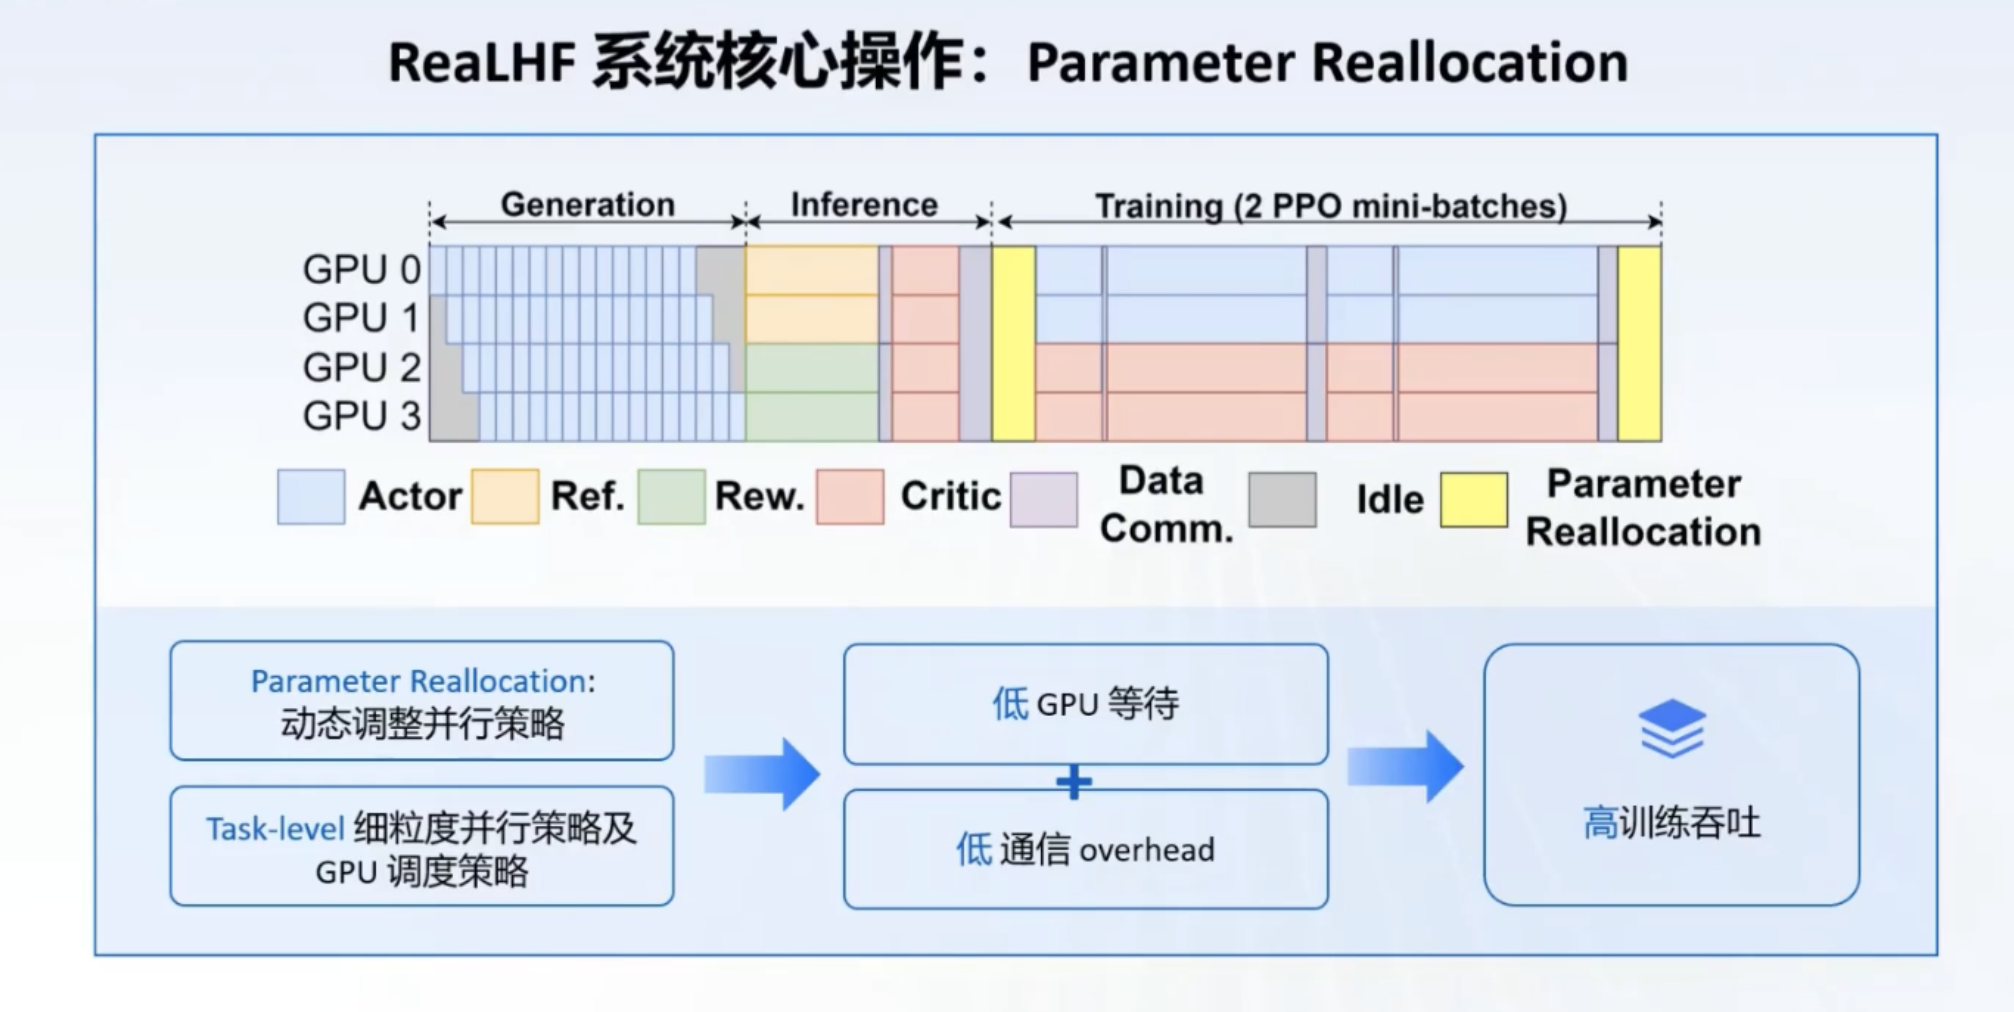 ReaLHF 系统核心操作：Parameter Reallocation
Generation
Inference
Training (2 PPO mini-batches)
GPU 0
GPU 1
GPU 2
GPU 3
Actor
Ref.
Rew.
Critic
Data
Comm.
Idle
Parameter
Reallocation
Parameter Reallocation:
动态调整并行策略
Task-level 细粒度并行策略及
GPU 调度策略
低 GPU 等待
+
低 通信 overhead
高训练吞吐